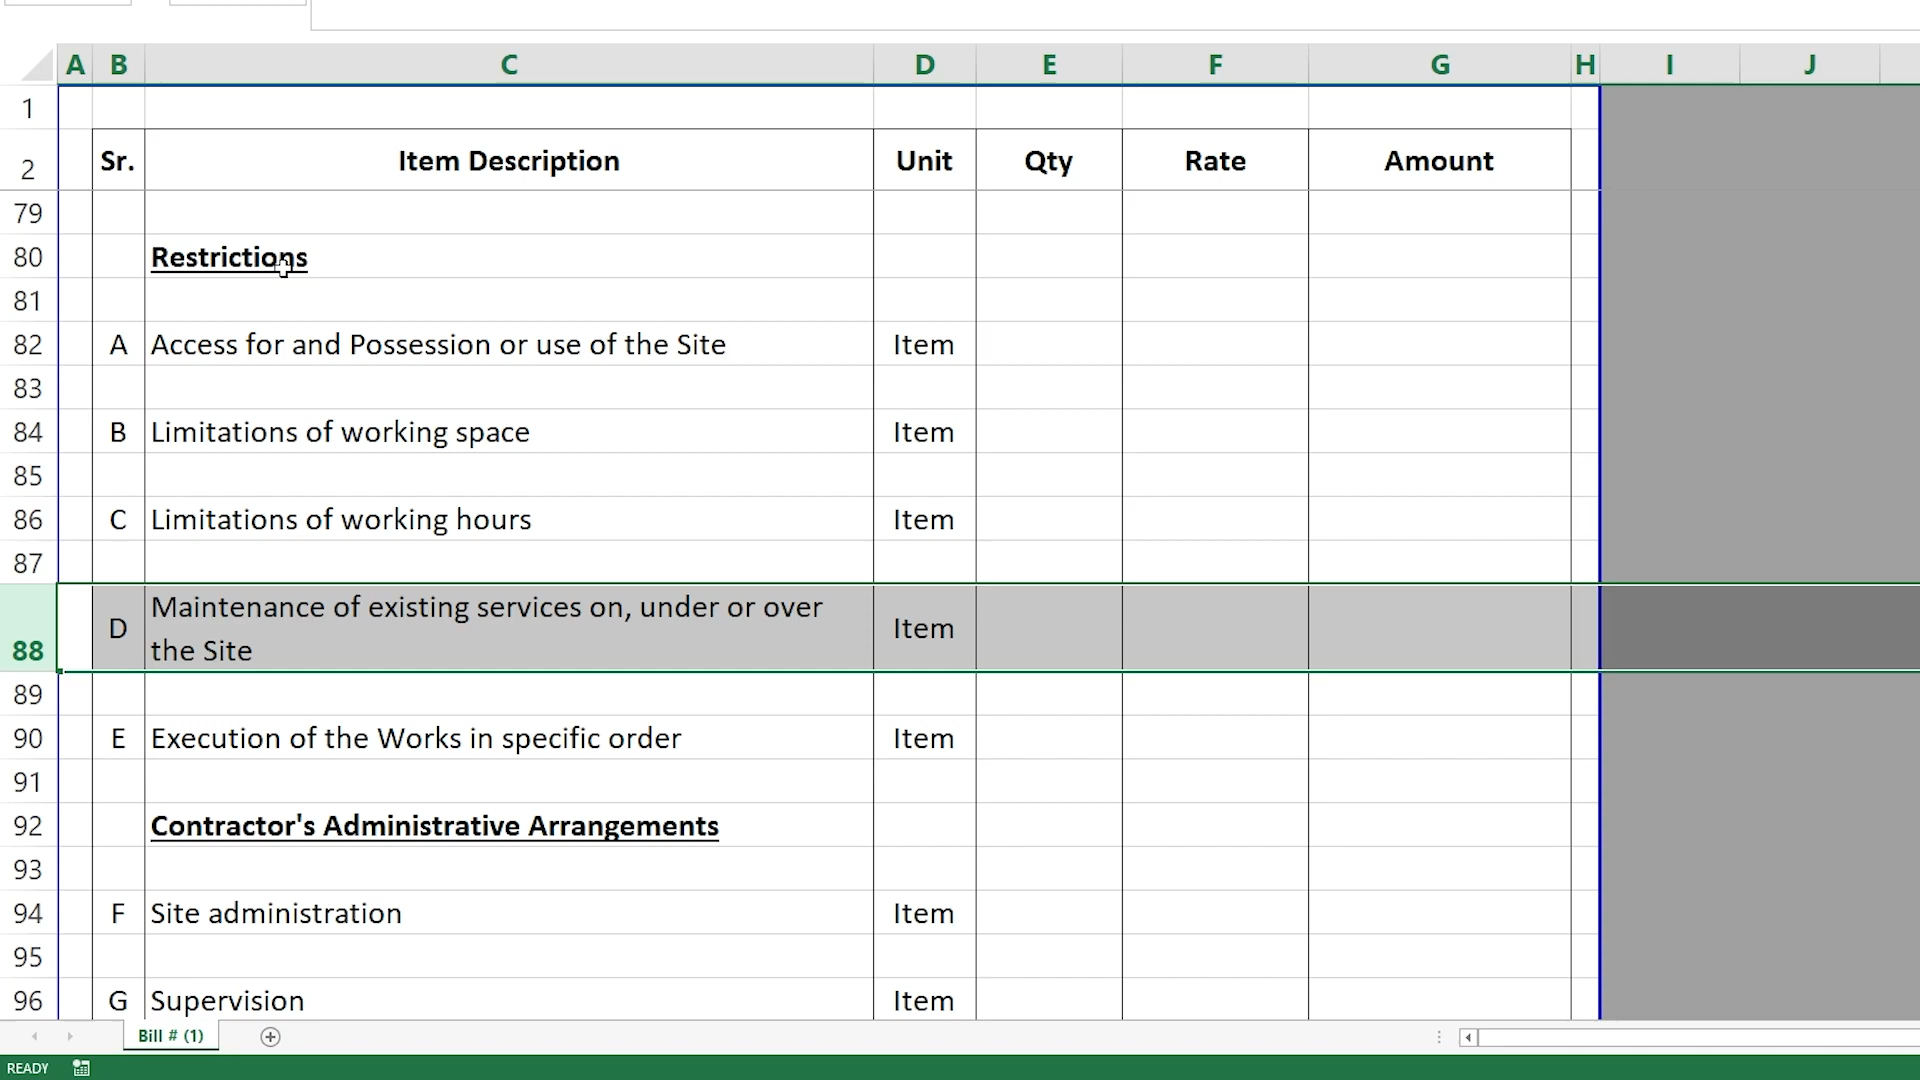 A B C D E F G H I J
1
2 Sr. Item Description Unit Qty Rate Amount
79
80 Restrictions
81
82 A Access for and Possession or use of the Site Item
83
84 B Limitations of working space Item
85
86 C Limitations of working hours Item
87
88 D Maintenance of existing services on, under or over
the Site Item
89
90 E Execution of the Works in specific order Item
91
92 Contractor's Administrative Arrangements
93
94 F Site administration Item
95
96 G Supervision Item
Bill # (1)
READY